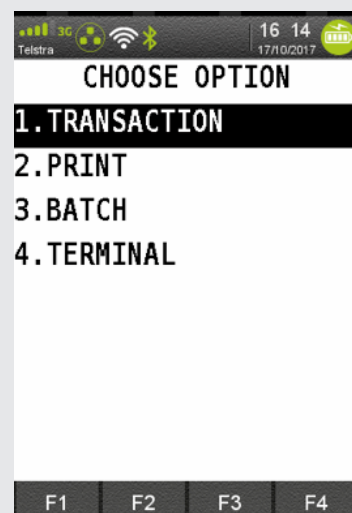 3G 16 14
Telstra 17/10/2017
CHOOSE OPTION
1.TRANSACTION
2.PRINT
3.BATCH
4.TERMINAL
F1 F2 F3 F4